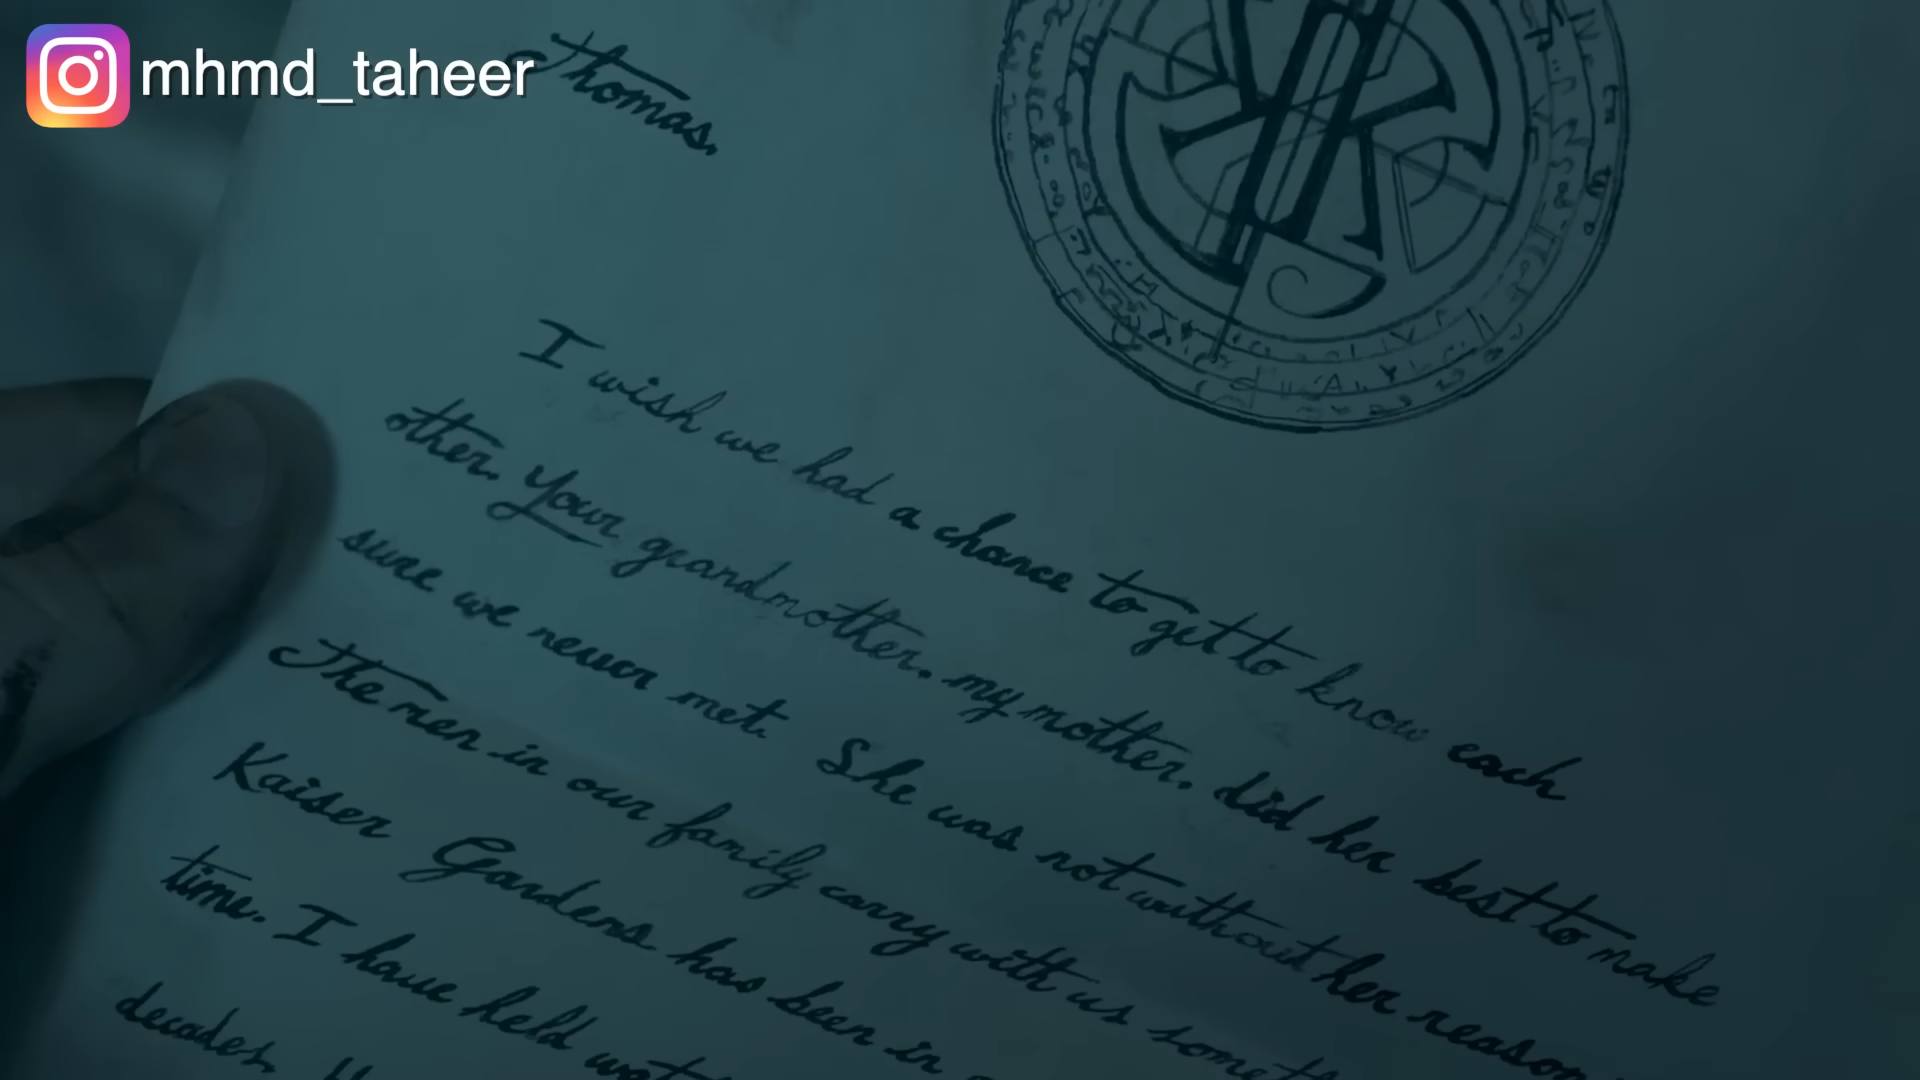 mhmd_taheer
Thomas.
I wish we had a chance to get to know each
other. Your grandmother. my mother. did her best to make
sure we never met. She was not without her reason
The men in our family carry with us
Kaiser Gardens has been in
time. I have held
decades.